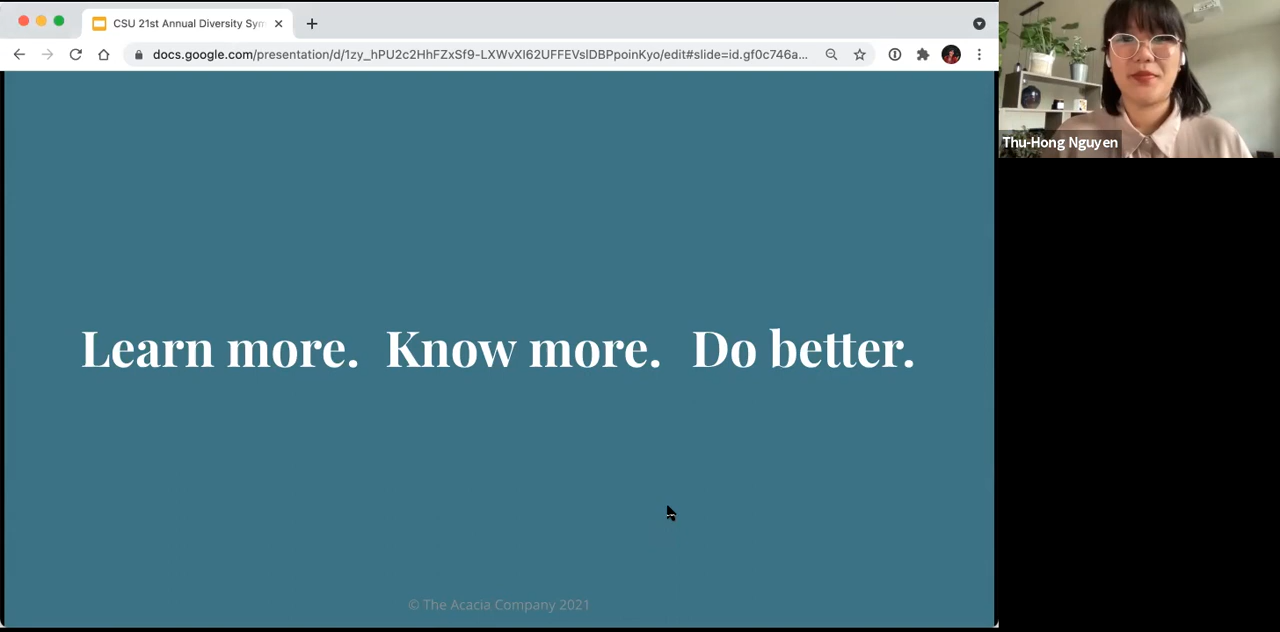 CSU 21st Annual Diversity Sym
docs.google.com/presentation/d/1zy_hPU2c2HhFZxSf9-LXWvXI62UFFEVslDBPpoinKyo/edit#slide=id.gf0c746a...
Thu-Hong Nguyen
Learn more. Know more. Do better.
© The Acacia Company 2021